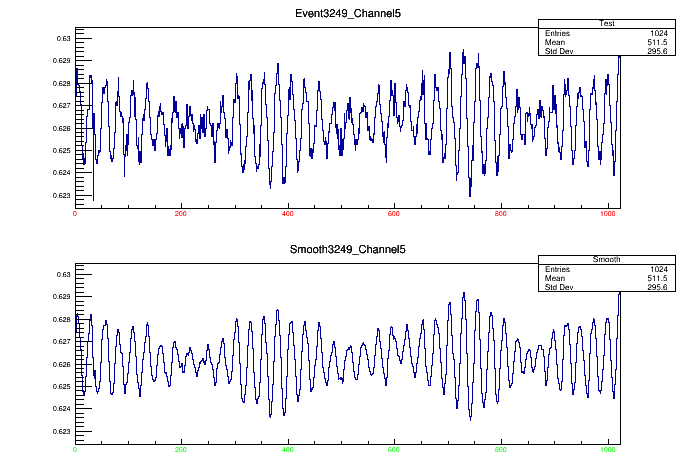 Event3249_Channel5
Test
Entries 1024
Mean 511.5
Std Dev 295.6
0.63
0.629
0.628
0.627
0.626
0.625
0.624
0.623
0 200 400 600 800 1000
Smooth3249_Channel5
Smooth
Entries 1024
Mean 511.5
Std Dev 295.6
0.63
0.629
0.628
0.627
0.626
0.625
0.624
0.623
0 200 400 600 800 1000